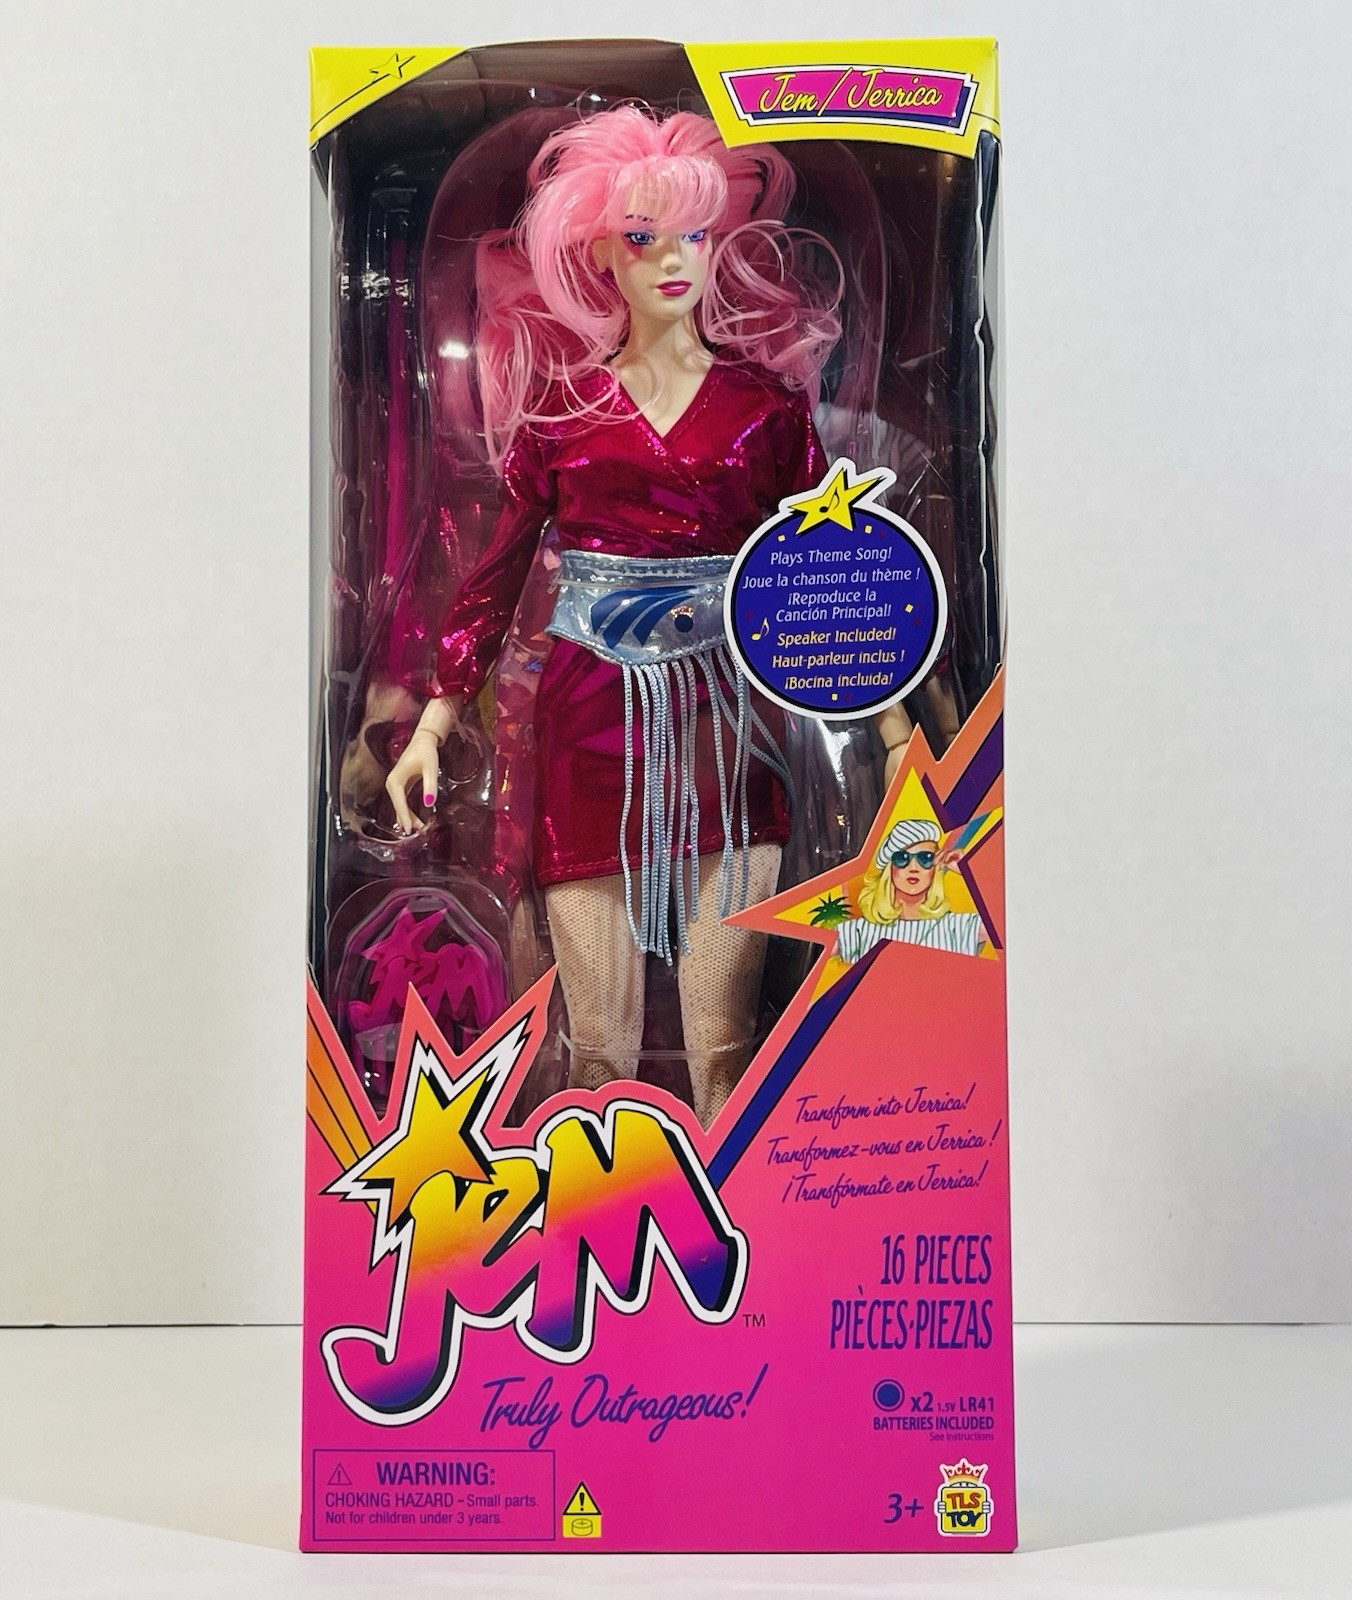 Jem / Jerrica
Plays Theme Song!
Joue la chanson du thème !
¡Reproduce la
Canción Principal!
Speaker Included!
Haut-parleur inclus !
¡Bocina incluida!
JEM
JEM
TM
Truly Outrageous!
Transform into Jerrica!
Transformez-vous en Jerrica !
¡Transfórmate en Jerrica!
16 PIECES
PIÈCES·PIEZAS
x2 1.5V LR41
BATTERIES INCLUDED
See Instructions
WARNING:
CHOKING HAZARD – Small parts.
Not for children under 3 years.
3+
TLS
TOY